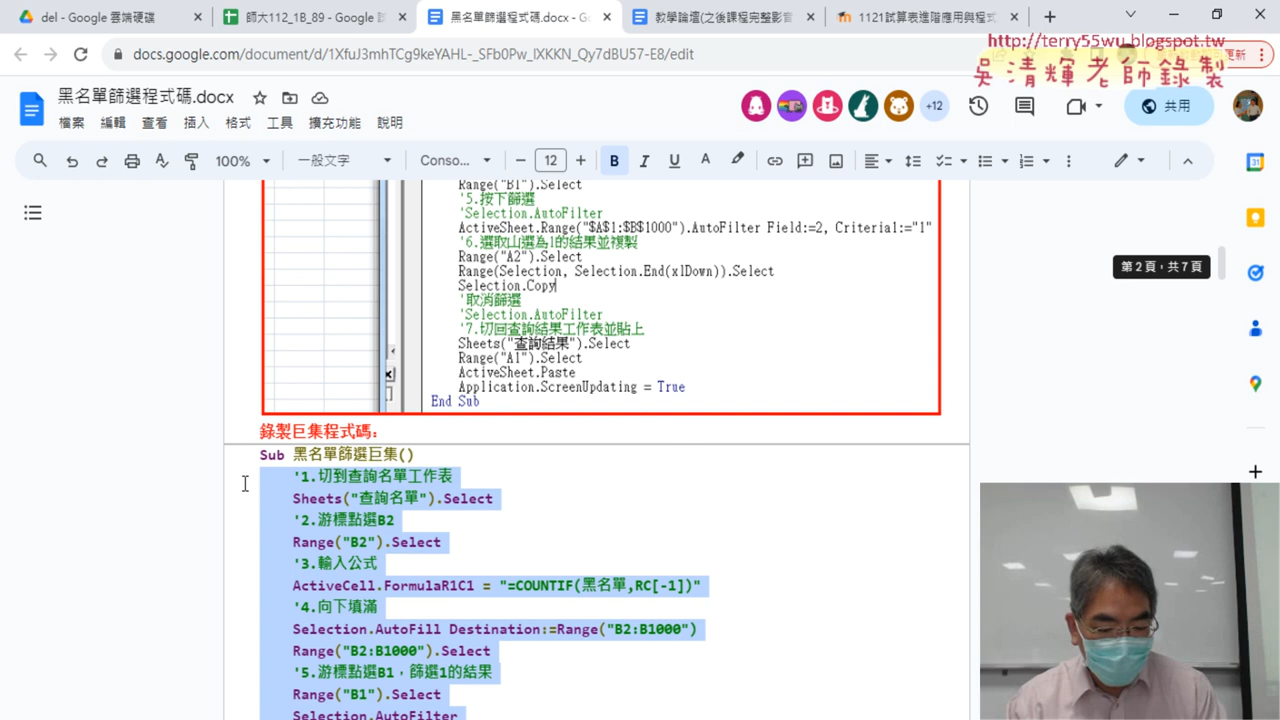 del - Google 雲端硬碟
師大112_1B_89 - Google 試
黑名單篩選程式碼.docx - Go
教學論壇(之後課程完整影音
1121試算表進階應用與程式
http://terry55wu.blogspot.tw
吳清輝老師錄製
docs.google.com/document/d/1XfuJ3mhTCg9keYAHL-_SFb0Pw_lXKKN_Qy7dBU57-E8/edit
更新
黑名單篩選程式碼.docx
檔案 編輯 查看 插入 格式 工具 擴充功能 說明
+12
共用
100% 一般文字 Conso... 12 B I U A
Range("B1").Select
'5.按下篩選
'Selection.AutoFilter
ActiveSheet.Range("$A$1:$B$1000").AutoFilter Field:=2, Criteria1:="1"
'6.選取山選為1的結果並複製
Range("A2").Select
Range(Selection, Selection.End(xlDown)).Select
Selection.Copy
'取消篩選
'Selection.AutoFilter
'7.切回查詢結果工作表並貼上
Sheets("查詢結果").Select
Range("A1").Select
ActiveSheet.Paste
Application.ScreenUpdating = True
End Sub
第 2 頁，共 7 頁
錄製巨集程式碼：
Sub 黑名單篩選巨集()
'1.切到查詢名單工作表
Sheets("查詢名單").Select
'2.游標點選B2
Range("B2").Select
'3.輸入公式
ActiveCell.FormulaR1C1 = "=COUNTIF(黑名單,RC[-1])"
'4.向下填滿
Selection.AutoFill Destination:=Range("B2:B1000")
Range("B2:B1000").Select
'5.游標點選B1，篩選1的結果
Range("B1").Select
Selection.AutoFilter